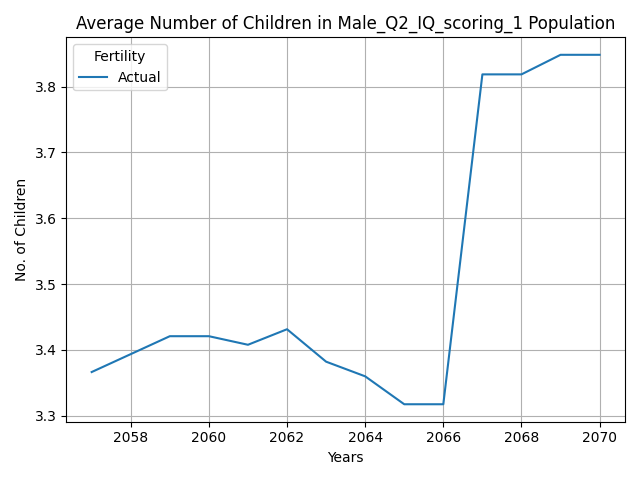 Average Number of Children in Male_Q2_IQ_scoring_1 Population
Fertility
Actual
No. of Children
3.8
3.7
3.6
3.5
3.4
3.3
2058 2060 2062 2064 2066 2068 2070
Years